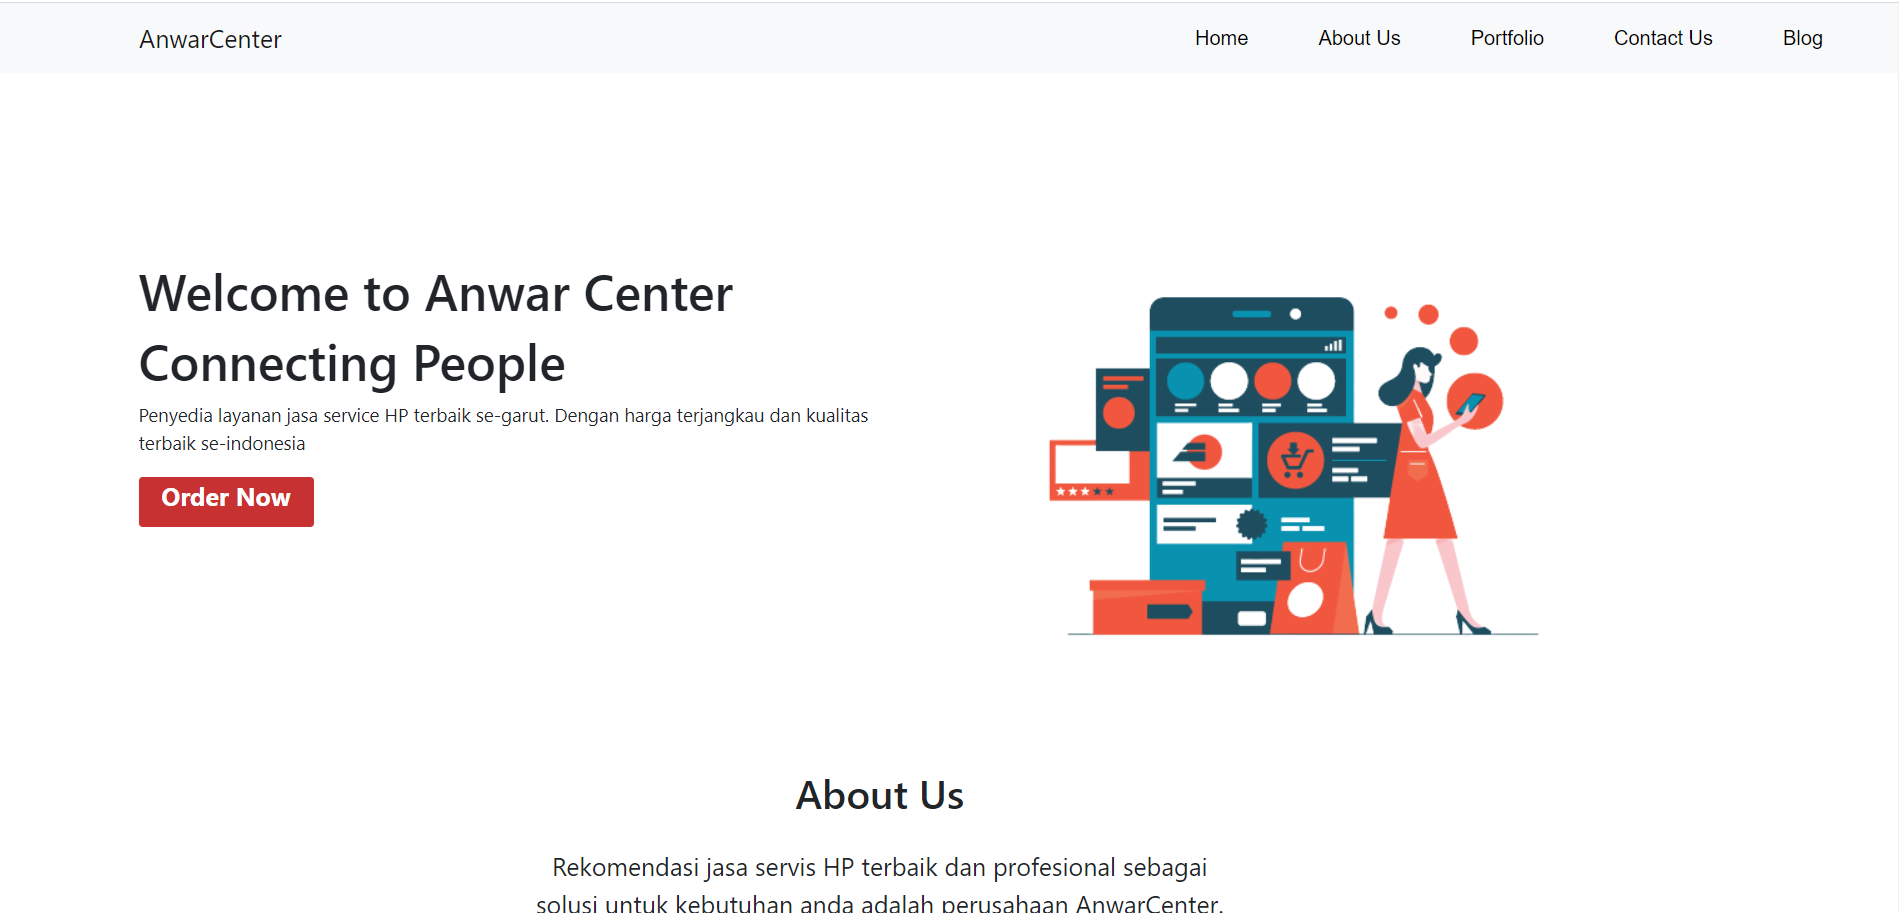 AnwarCenter
Home
About Us
Portfolio
Contact Us
Blog
Welcome to Anwar Center
Connecting People
Penyedia layanan jasa service HP terbaik se-garut. Dengan harga terjangkau dan kualitas
terbaik se-indonesia
Order Now
About Us
Rekomendasi jasa servis HP terbaik dan profesional sebagai
solusi untuk kebutuhan anda adalah perusahaan AnwarCenter.